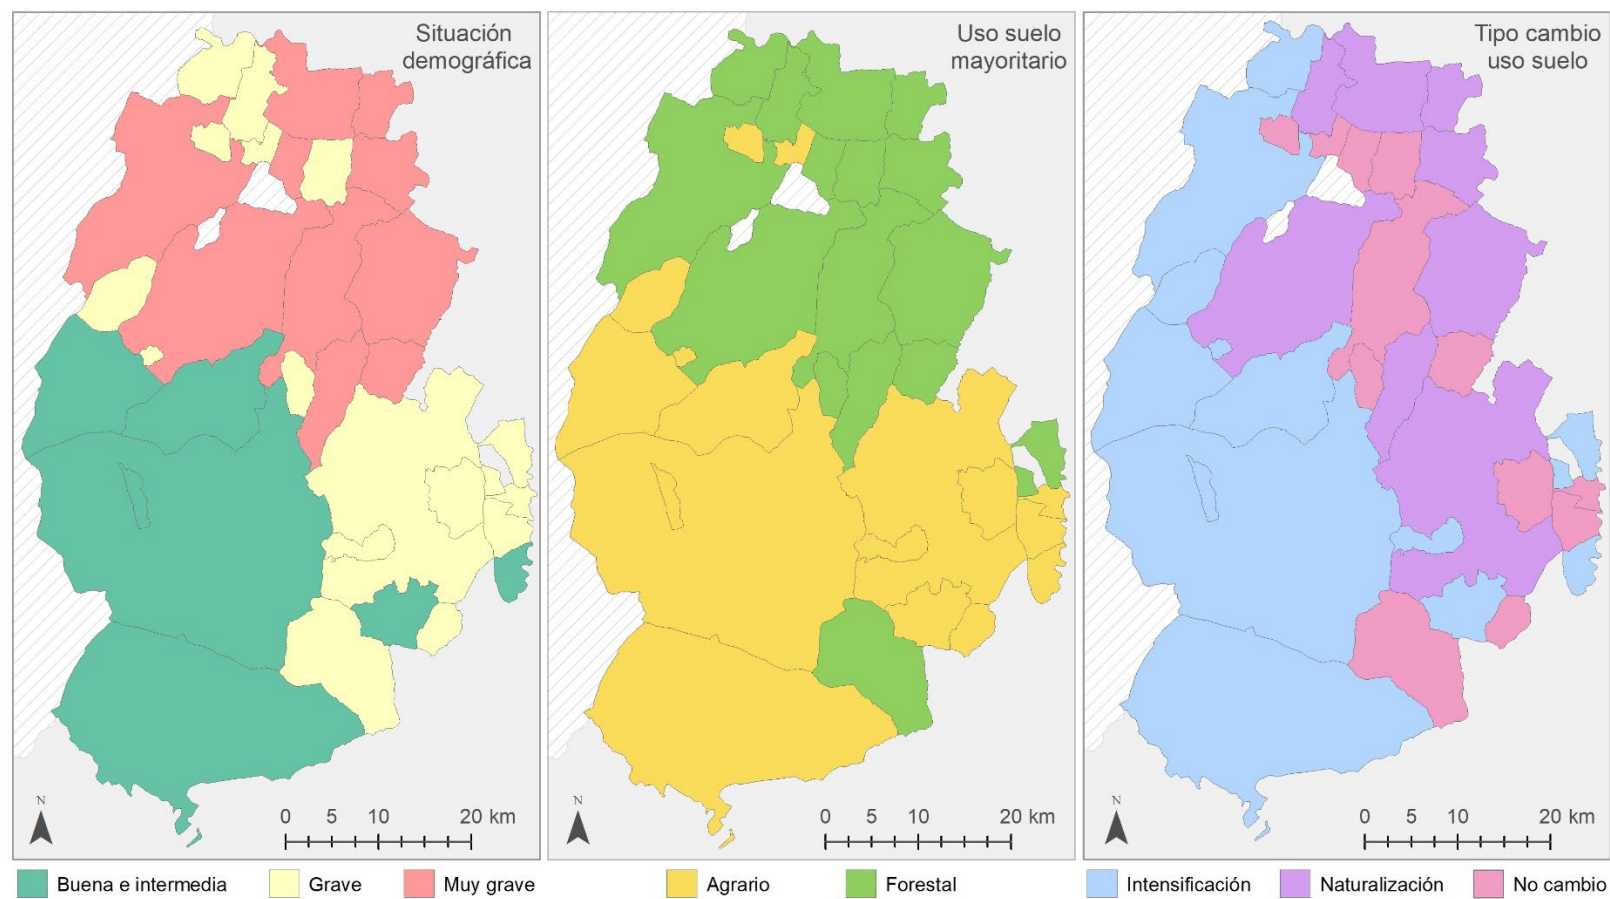 Situación
demográfica
N
0 5 10 20 km
Uso suelo
mayoritario
N
0 5 10 20 km
Tipo cambio
uso suelo
N
0 5 10 20 km
Buena e intermedia Grave Muy grave
Agrario Forestal
Intensificación Naturalización No cambio